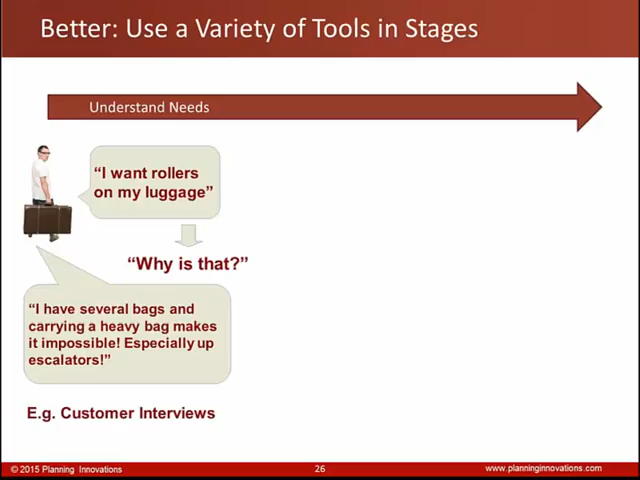 Better: Use a Variety of Tools in Stages
Understand Needs
“I want rollers
on my luggage”
“Why is that?”
“I have several bags and
carrying a heavy bag makes
it impossible! Especially up
escalators!”
E.g. Customer Interviews
© 2015 Planning Innovations
26
www.planninginnovations.com